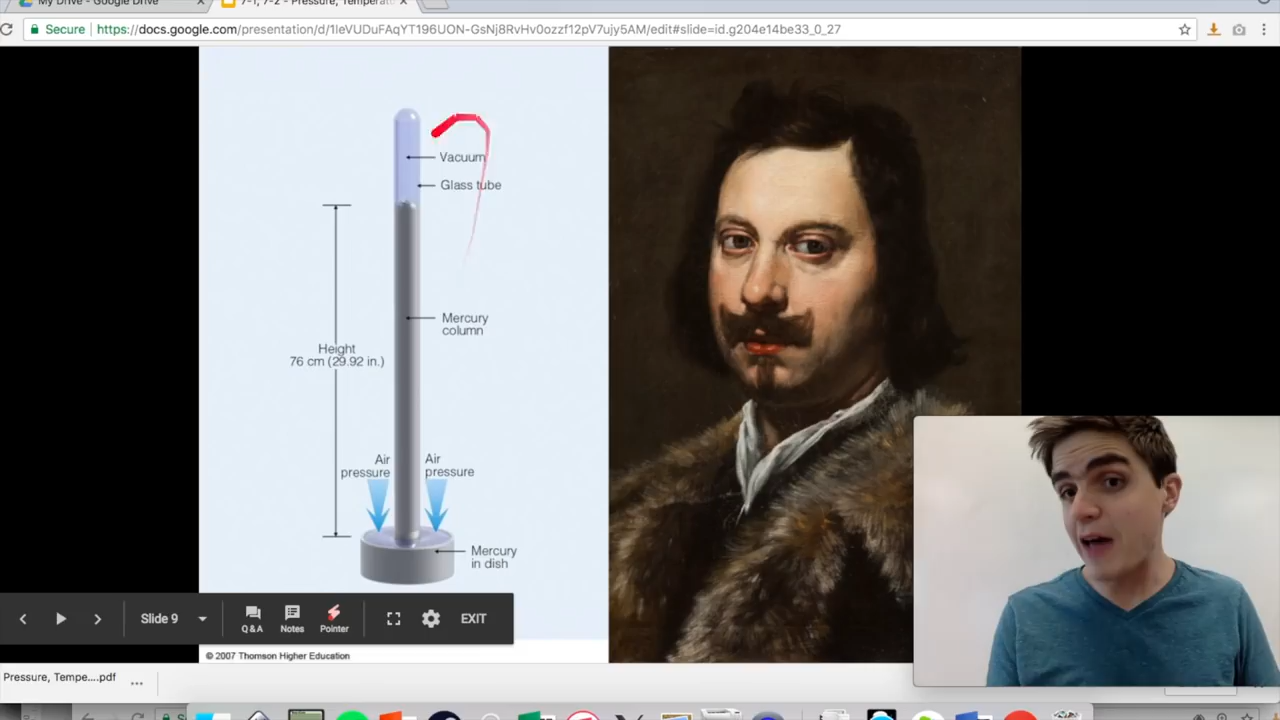 My Drive - Google Drive
7-1, 7-2 - Pressure, Temperat
Secure
https://docs.google.com/presentation/d/1leVUDuFAqYT196UON-GsNj8RvHv0ozzf12pV7ujy5AM/edit#slide=id.g204e14be33_0_27
Vacuum
Glass tube
Mercury
column
Height
76 cm (29.92 in.)
Air
pressure
Air
pressure
Mercury
in dish
Slide 9
Q&A
Notes
Pointer
EXIT
© 2007 Thomson Higher Education
Pressure, Tempe....pdf